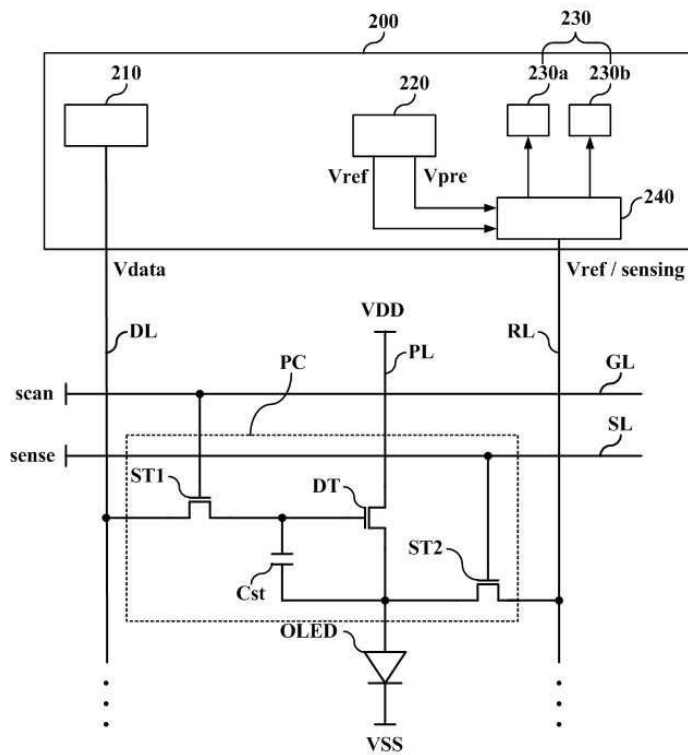 200
230
210
230a
230b
220
Vref
Vpre
240
Vdata
Vref / sensing
VDD
DL
PL
RL
PC
GL
scan
SL
sense
ST1
DT
ST2
Cst
OLED
VSS